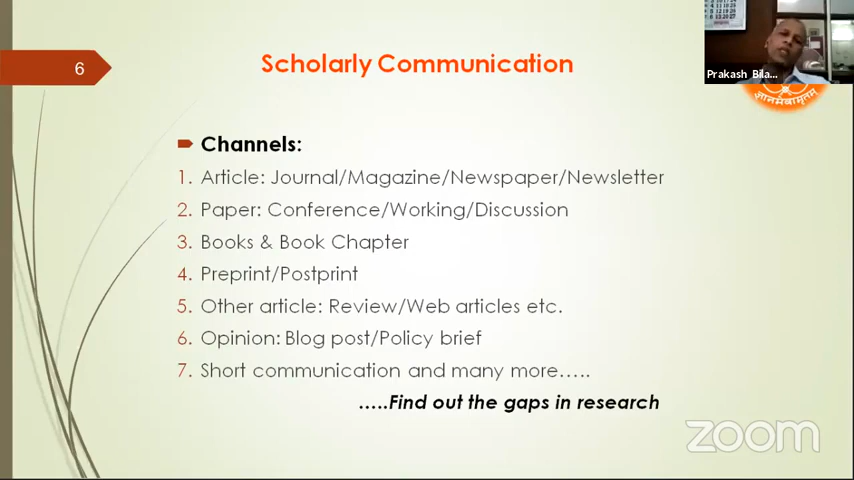 6
Scholarly Communication
Prakash Bila...
ज्ञानमेवामृतम्
Channels:
1. Article: Journal/Magazine/Newspaper/Newsletter
2. Paper: Conference/Working/Discussion
3. Books & Book Chapter
4. Preprint/Postprint
5. Other article: Review/Web articles etc.
6. Opinion: Blog post/Policy brief
7. Short communication and many more.....
.....Find out the gaps in research
zoom